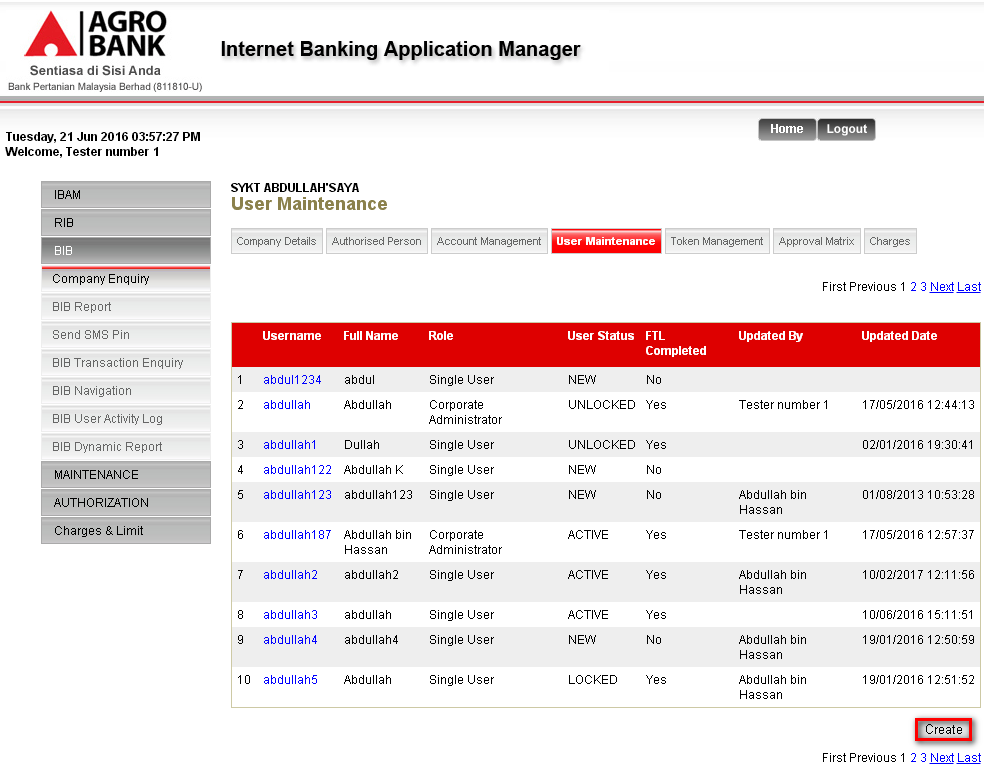 AGRO
BANK
Sentiasa di Sisi Anda
Bank Pertanian Malaysia Berhad (811810-U)
Internet Banking Application Manager
Tuesday, 21 Jun 2016 03:57:27 PM
Welcome, Tester number 1
Home Logout
IBAM
RIB
BIB
Company Enquiry
BIB Report
Send SMS Pin
BIB Transaction Enquiry
BIB Navigation
BIB User Activity Log
BIB Dynamic Report
MAINTENANCE
AUTHORIZATION
Charges & Limit
SYKT ABDULLAH'SAYA
User Maintenance
Company Details Authorised Person Account Management User Maintenance Token Management Approval Matrix Charges
First Previous 1 2 3 Next Last
Username Full Name Role User Status FTL Completed Updated By Updated Date
1 abdul1234 abdul Single User NEW No
2 abdullah Abdullah Corporate Administrator UNLOCKED Yes Tester number 1 17/05/2016 12:44:13
3 abdullah1 Dullah Single User UNLOCKED Yes 02/01/2016 19:30:41
4 abdullah122 Abdullah K Single User NEW No
5 abdullah123 abdullah123 Single User NEW No Abdullah bin Hassan 01/08/2013 10:53:28
6 abdullah187 Abdullah bin Hassan Corporate Administrator ACTIVE Yes Tester number 1 17/05/2016 12:57:37
7 abdullah2 abdullah2 Single User ACTIVE Yes Abdullah bin Hassan 10/02/2017 12:11:56
8 abdullah3 abdullah Single User ACTIVE Yes 10/06/2016 15:11:51
9 abdullah4 abdullah4 Single User NEW No Abdullah bin Hassan 19/01/2016 12:50:59
10 abdullah5 Abdullah Single User LOCKED Yes Abdullah bin Hassan 19/01/2016 12:51:52
Create
First Previous 1 2 3 Next Last